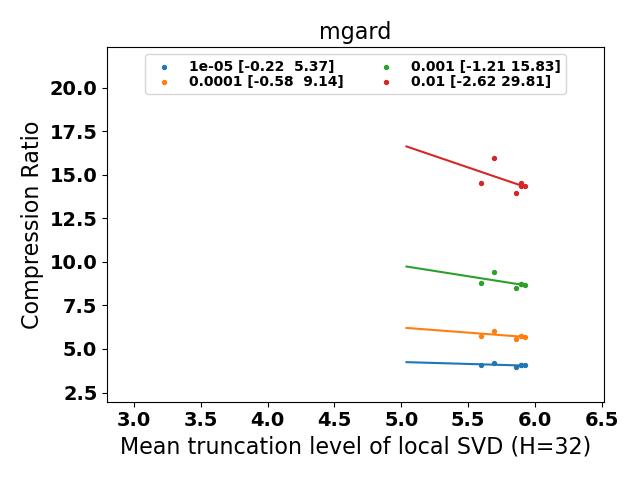 mgard
1e-05 [-0.22  5.37]
0.0001 [-0.58  9.14]
0.001 [-1.21 15.83]
0.01 [-2.62 29.81]
Compression Ratio
20.0
17.5
15.0
12.5
10.0
7.5
5.0
2.5
3.0 3.5 4.0 4.5 5.0 5.5 6.0 6.5
Mean truncation level of local SVD (H=32)